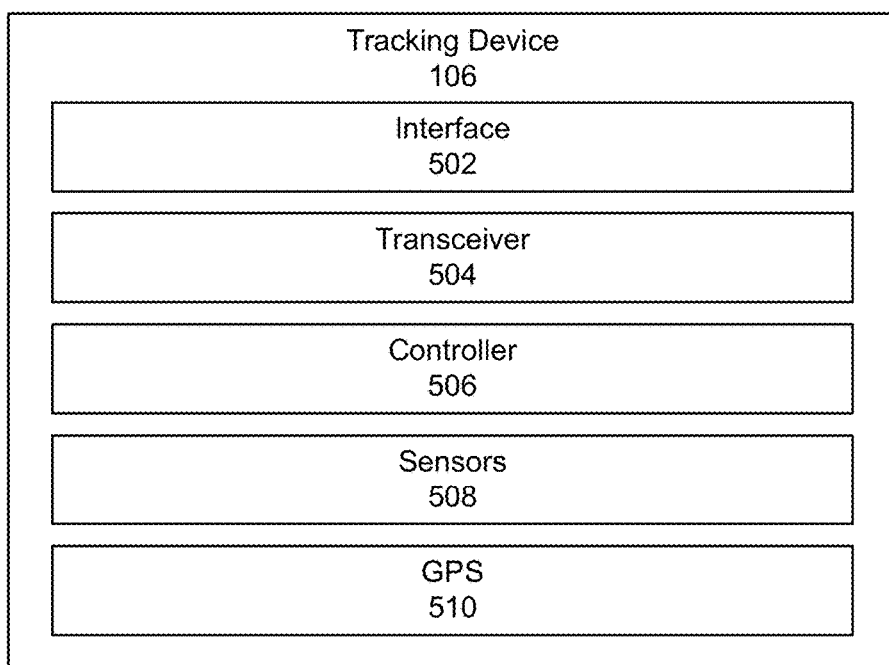 Tracking Device
106
Interface
502
Transceiver
504
Controller
506
Sensors
508
GPS
510